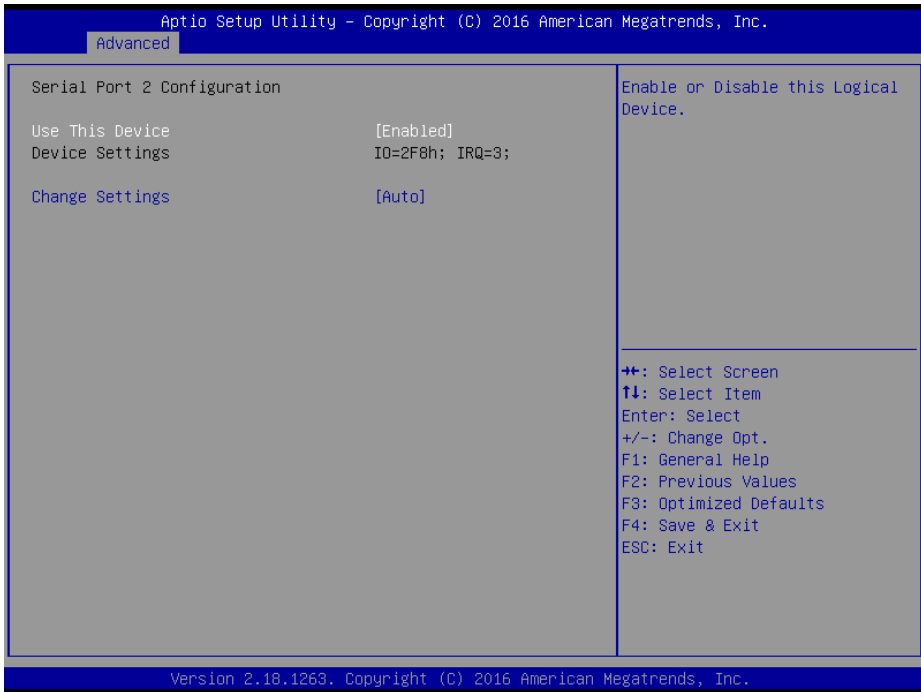 Aptio Setup Utility – Copyright (C) 2016 American Megatrends, Inc.
Advanced
Serial Port 2 Configuration
Use This Device [Enabled]
Device Settings IO=2F8h; IRQ=3;
Change Settings [Auto]
Enable or Disable this Logical
Device.
→←: Select Screen
↑↓: Select Item
Enter: Select
+/-: Change Opt.
F1: General Help
F2: Previous Values
F3: Optimized Defaults
F4: Save & Exit
ESC: Exit
Version 2.18.1263. Copyright (C) 2016 American Megatrends, Inc.